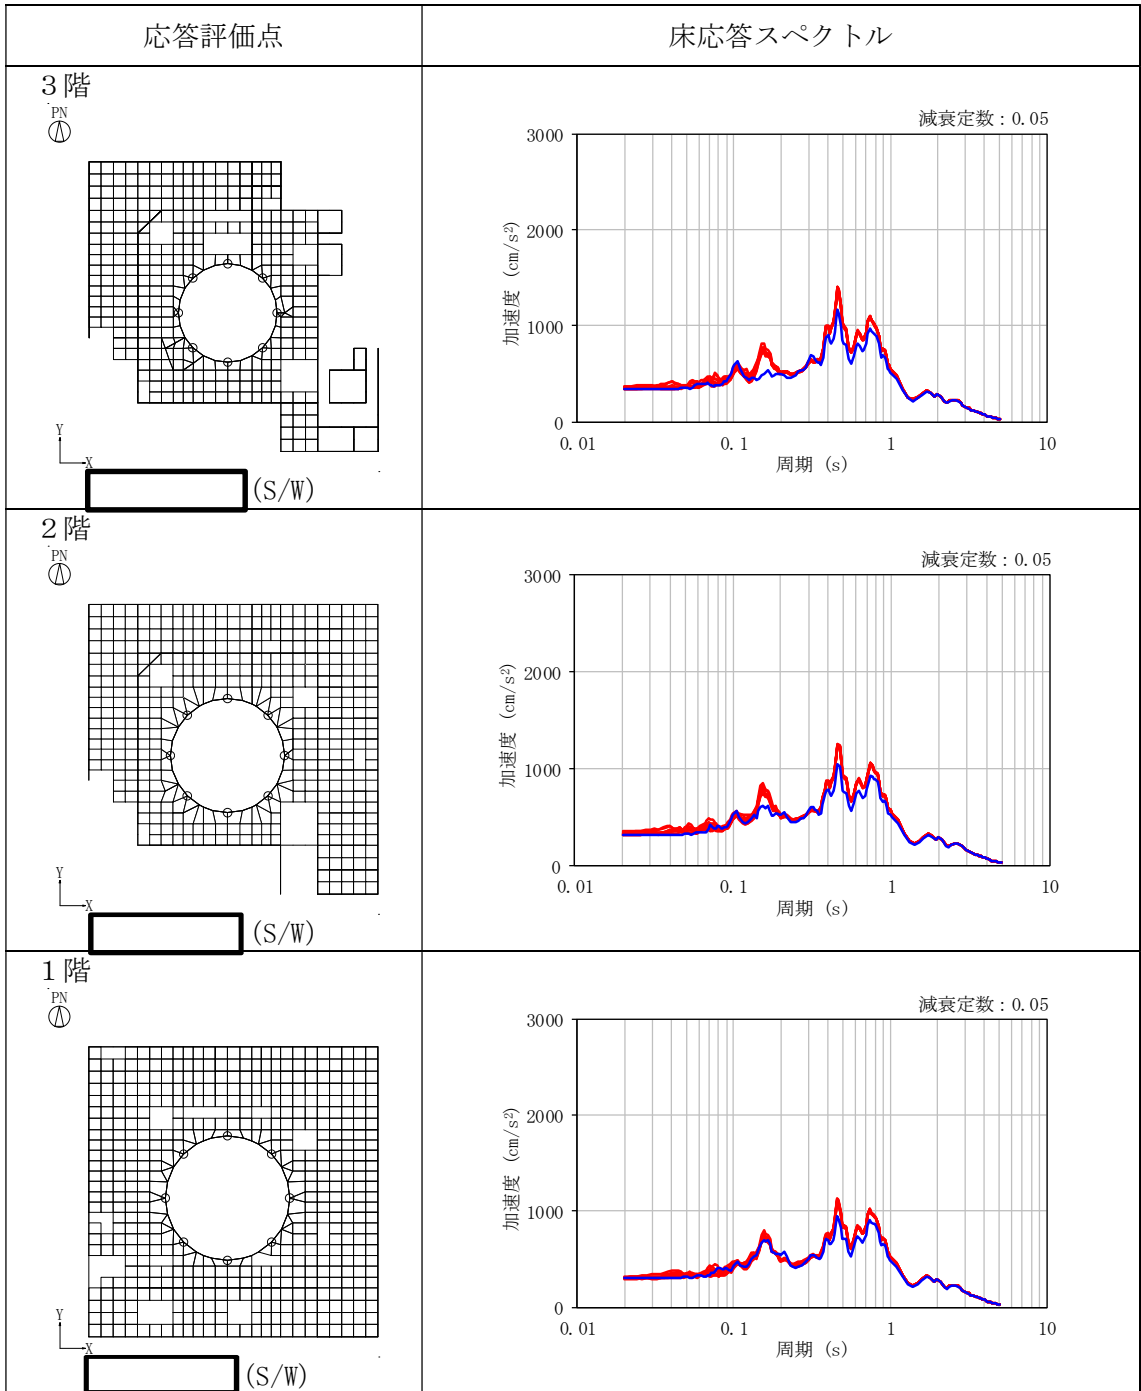 応答評価点
床応答スペクトル
3階
PN
Y
X
(S/W)
減衰定数:0.05
3000
2000
1000
0
加速度 (cm/s²)
0.01
0.1
1
10
周期 (s)
2階
PN
Y
X
(S/W)
減衰定数:0.05
3000
2000
1000
0
加速度 (cm/s²)
0.01
0.1
1
10
周期 (s)
1階
PN
Y
X
(S/W)
減衰定数:0.05
3000
2000
1000
0
加速度 (cm/s²)
0.01
0.1
1
10
周期 (s)